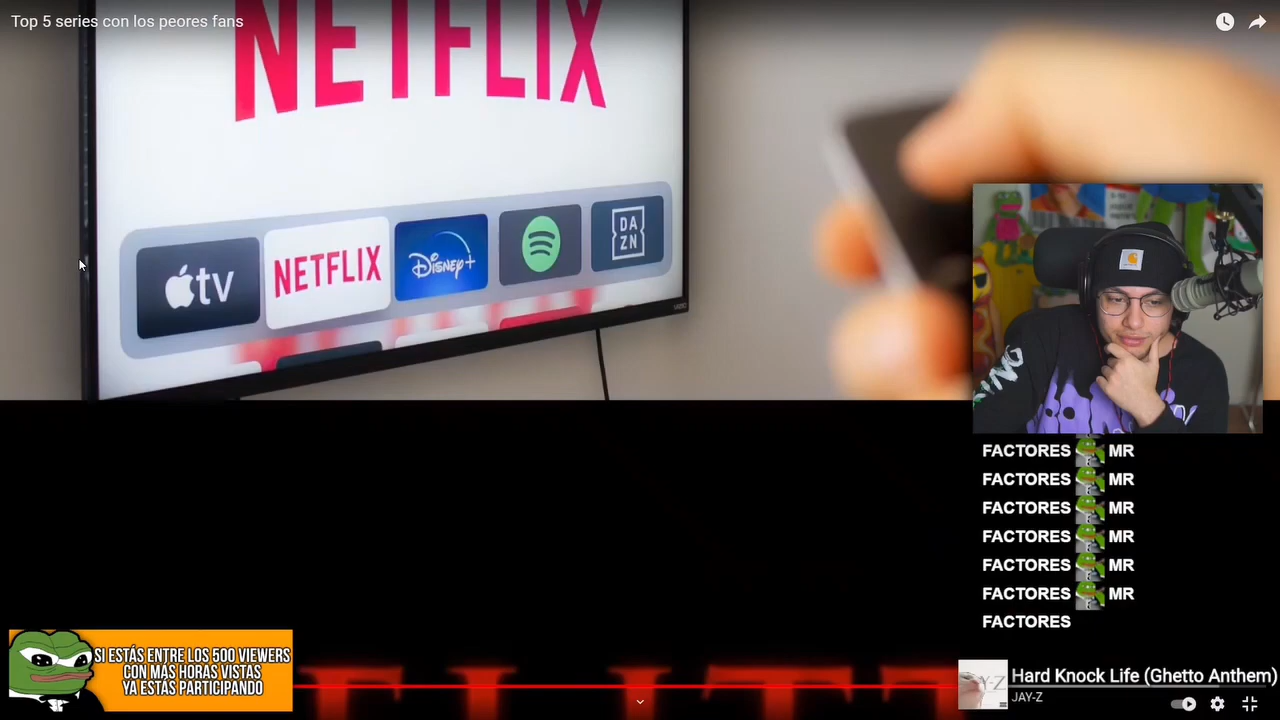 Top 5 series con los peores fans
NETFLIX
tv
NETFLIX
Disney+
DA
ZN
VIZIO
FACTORES MR
FACTORES MR
FACTORES MR
FACTORES MR
FACTORES MR
FACTORES MR
FACTORES
SI ESTÁS ENTRE LOS 500 VIEWERS
CON MÁS HORAS VISTAS
YA ESTÁS PARTICIPANDO
Hard Knock Life (Ghetto Anthem)
JAY-Z